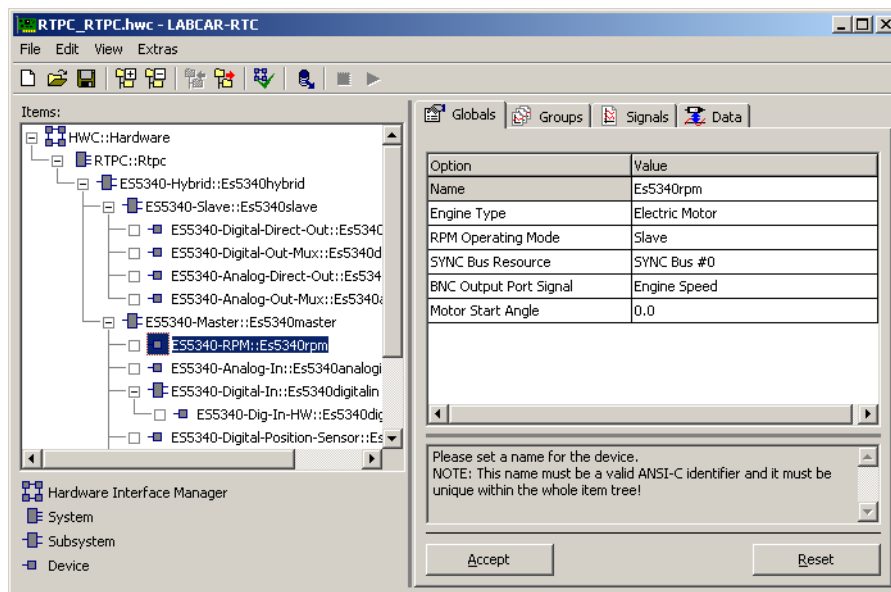 RTPC_RTPC.hwc - LABCAR-RTC
File Edit View Extras
Items:
HWC::Hardware
RTPC::Rtpc
ES5340-Hybrid::Es5340hybrid
ES5340-Slave::Es5340slave
ES5340-Digital-Direct-Out::Es534
ES5340-Digital-Out-Mux::Es5340d
ES5340-Analog-Direct-Out::Es534
ES5340-Analog-Out-Mux::Es5340
ES5340-Master::Es5340master
ES5340-RPM::Es5340rpm
ES5340-Analog-In::Es5340analogi
ES5340-Digital-In::Es5340digitalin
ES5340-Dig-In-HW::Es5340dig
ES5340-Digital-Position-Sensor::Es
Hardware Interface Manager
System
Subsystem
Device
Globals Groups Signals Data
Option Value
Name Es5340rpm
Engine Type Electric Motor
RPM Operating Mode Slave
SYNC Bus Resource SYNC Bus #0
BNC Output Port Signal Engine Speed
Motor Start Angle 0.0
Please set a name for the device.
NOTE: This name must be a valid ANSI-C identifier and it must be
unique within the whole item tree!
Accept Reset